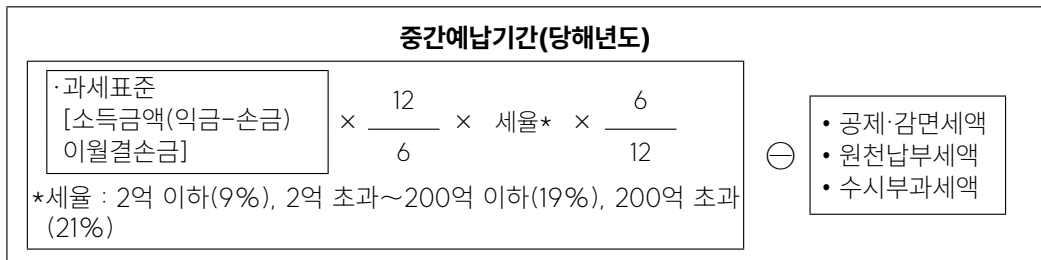 중간예납기간(당해년도)
·과세표준
[소득금액(익금-손금)
이월결손금]
× 12/6 × 세율* × 6/12
*세율 : 2억 이하(9%), 2억 초과~200억 이하(19%), 200억 초과
(21%)
⊖
• 공제·감면세액
• 원천납부세액
• 수시부과세액